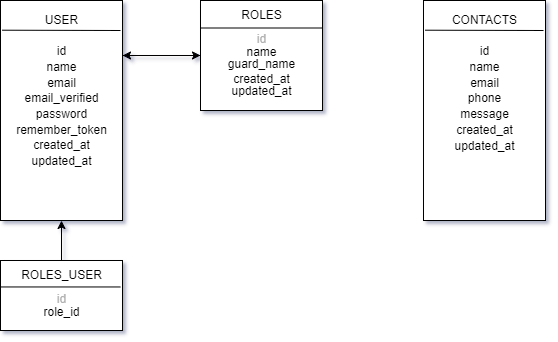 USER
id
name
email
email_verified
password
remember_token
created_at
updated_at
ROLES
id
name
guard_name
created_at
updated_at
CONTACTS
id
name
email
phone
message
created_at
updated_at
ROLES_USER
id
role_id